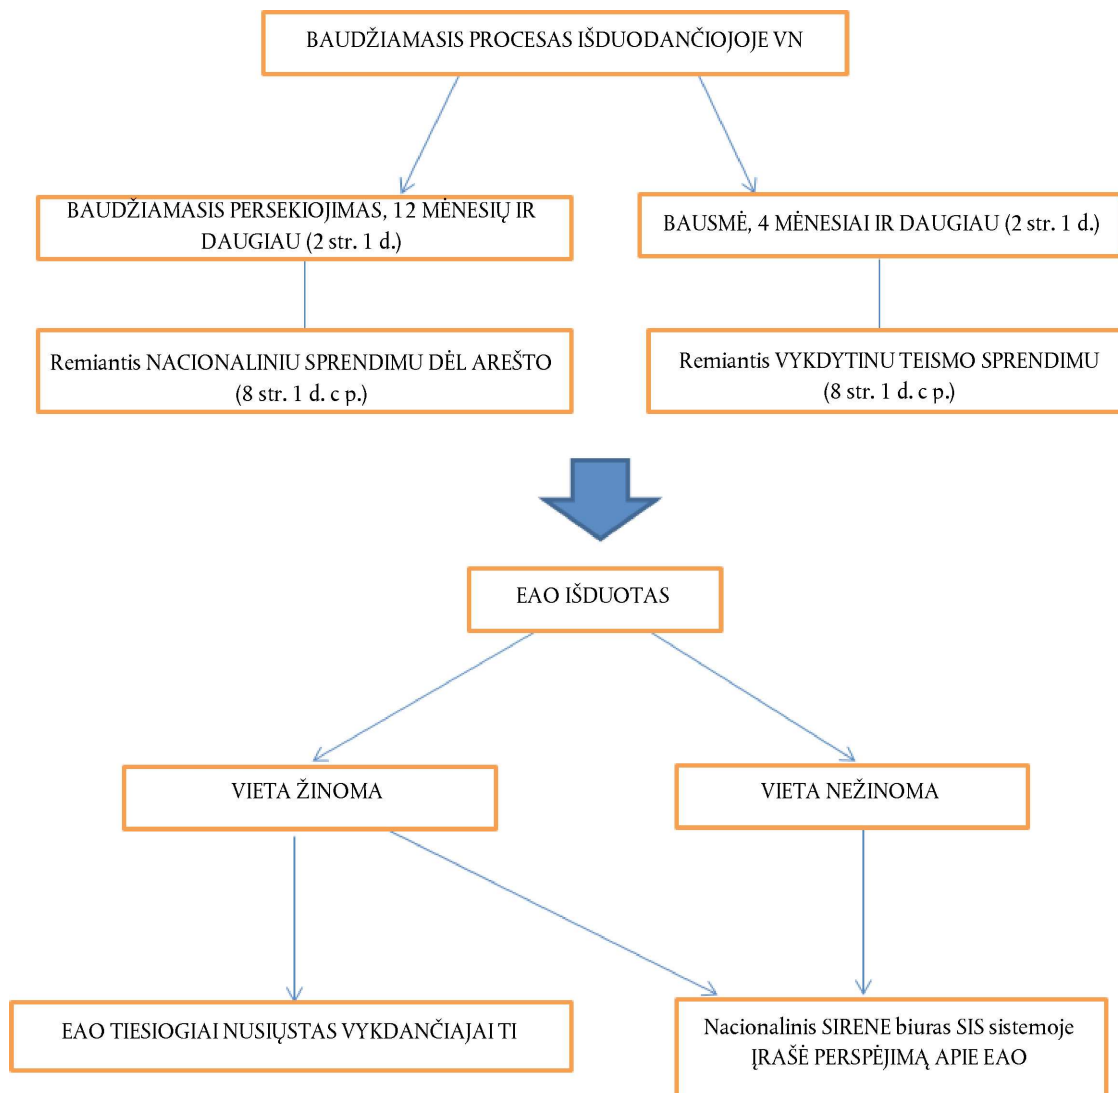 BAUDŽIAMASIS PROCESAS IŠDUODANČIOJOJE VN
BAUDŽIAMASIS PERSEKIOJIMAS, 12 MĖNESIŲ IR
DAUGIAU (2 str. 1 d.)
BAUSMĖ, 4 MĖNESIAI IR DAUGIAU (2 str. 1 d.)
Remiantis NACIONALINIU SPRENDIMU DĖL AREŠTO
(8 str. 1 d. c p.)
Remiantis VYKDYTINU TEISMO SPRENDIMU
(8 str. 1 d. c p.)
EAO IŠDUOTAS
VIETA ŽINOMA
VIETA NEŽINOMA
EAO TIESIOGIAI NUSIŲSTAS VYKDANČIAJAI TI
Nacionalinis SIRENE biuras SIS sistemoje
ĮRAŠĖ PERSPĖJIMĄ APIE EAO